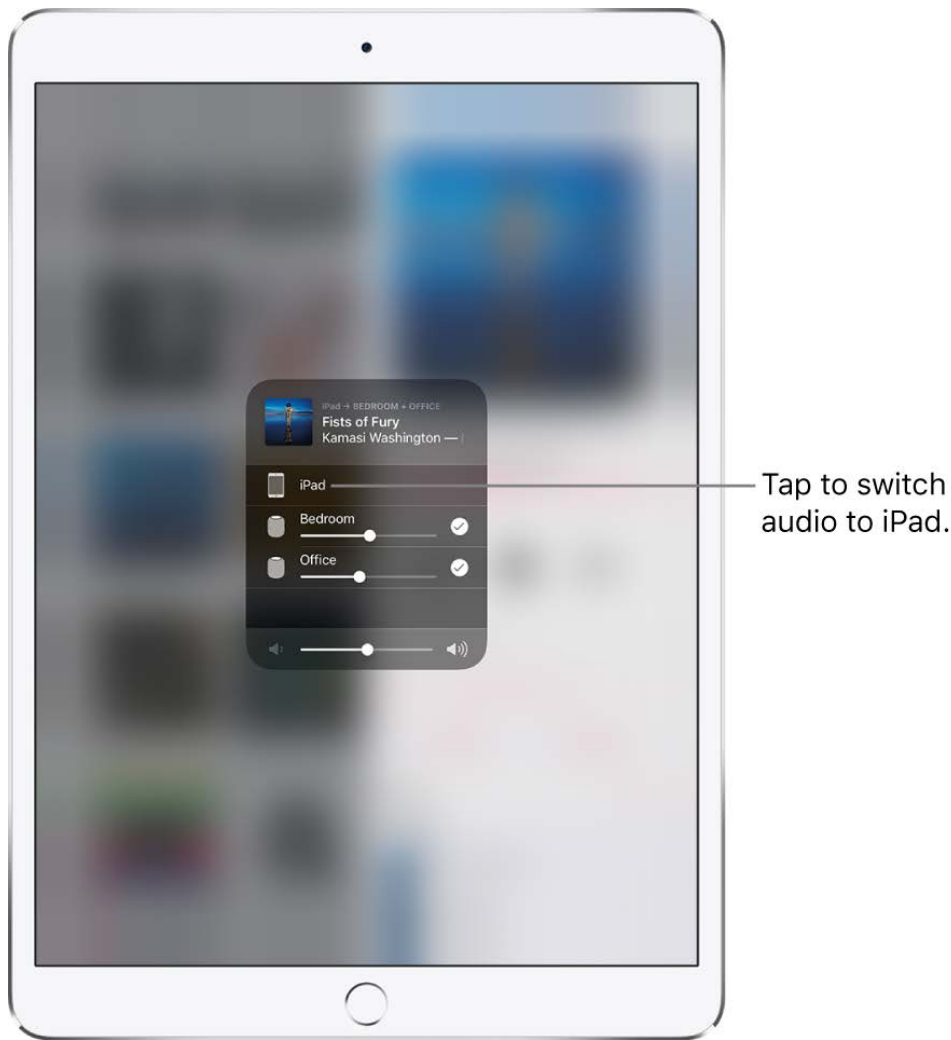 iPad → BEDROOM + OFFICE
Fists of Fury
Kamasi Washington —
iPad
Bedroom
Office
Tap to switch
audio to iPad.